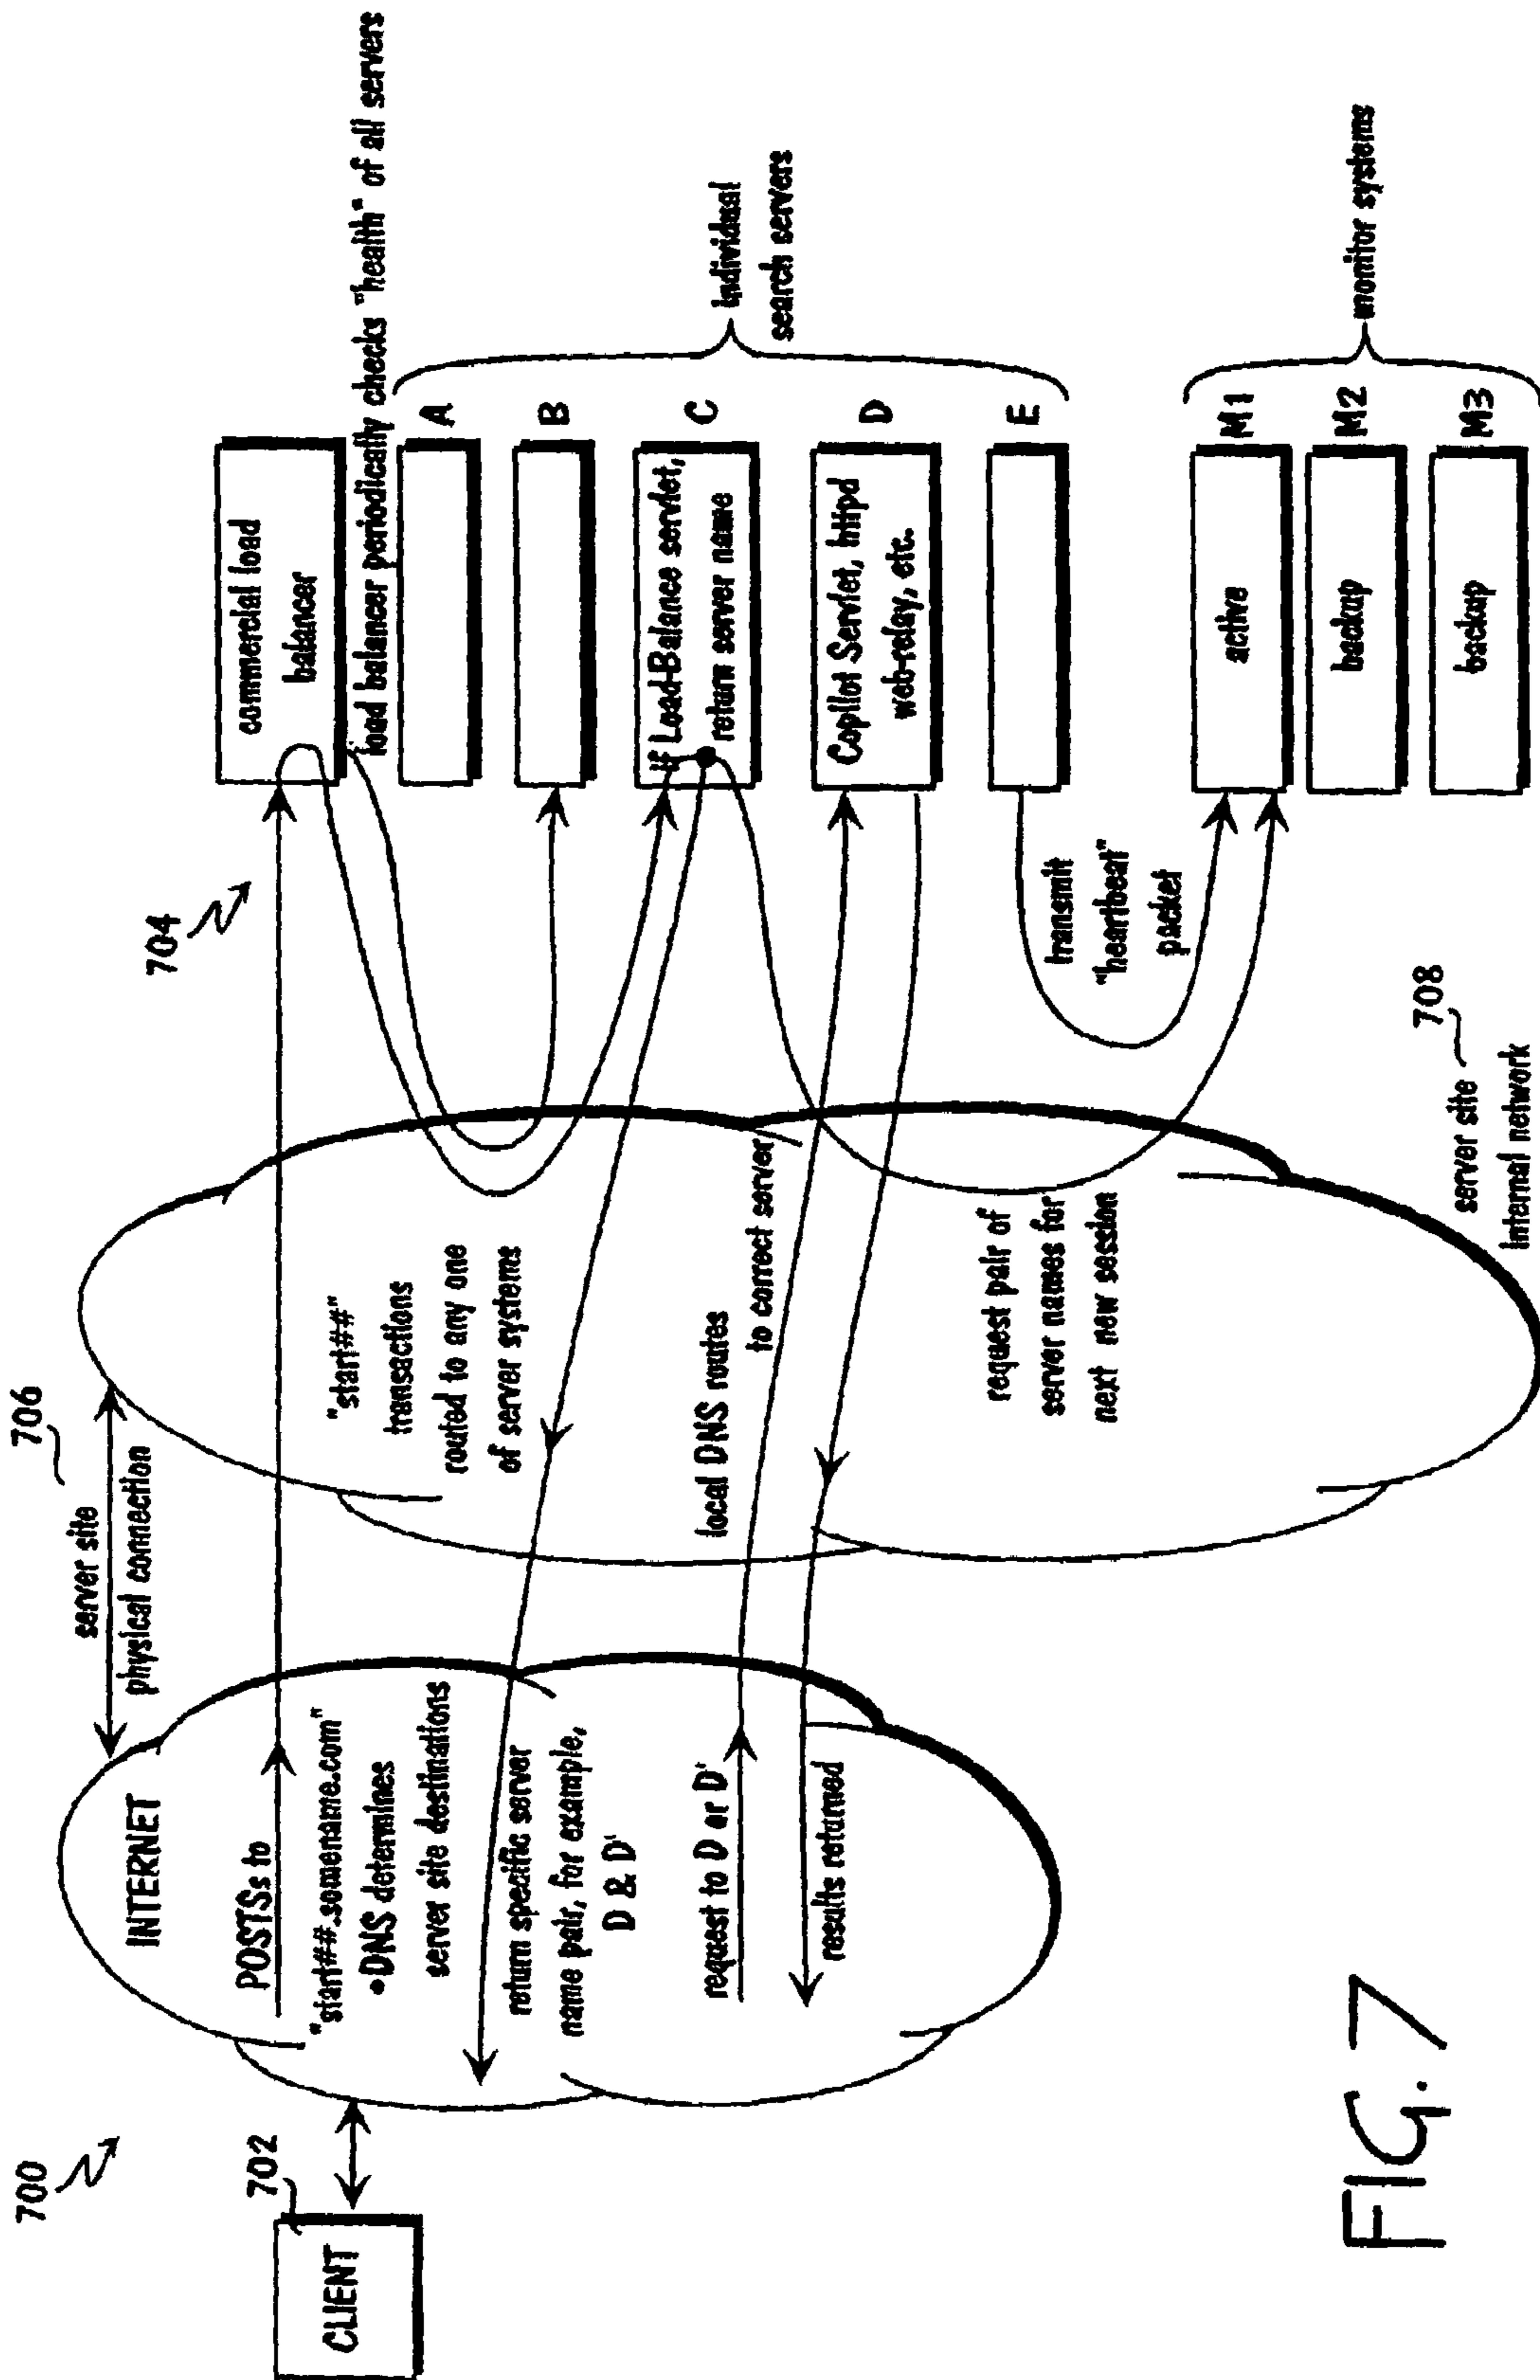 700
CLIENT
702
INTERNET
POSTs to
"start##.somename.com"
•DNS determines
server site destinations
return specific server
name pair, for example,
D & D'
request to D or D'
results returned
706
server site
physical connection
"start##"
transactions
routed to any one
of server systems
local DNS routes
to correct server
request pair of
server names for
next new session
server site
internal network
708
704
commercial load
balancer
load balancer periodically checks "health" of all servers
A
B
if Load-Balance servlet,
return server name
C
Copilot Servlet, httpd
web-relay, etc.
D
E
individual
search servers
transmit
"heartbeat"
packet
active
M1
backup
M2
backup
M3
monitor systems
FIG. 7